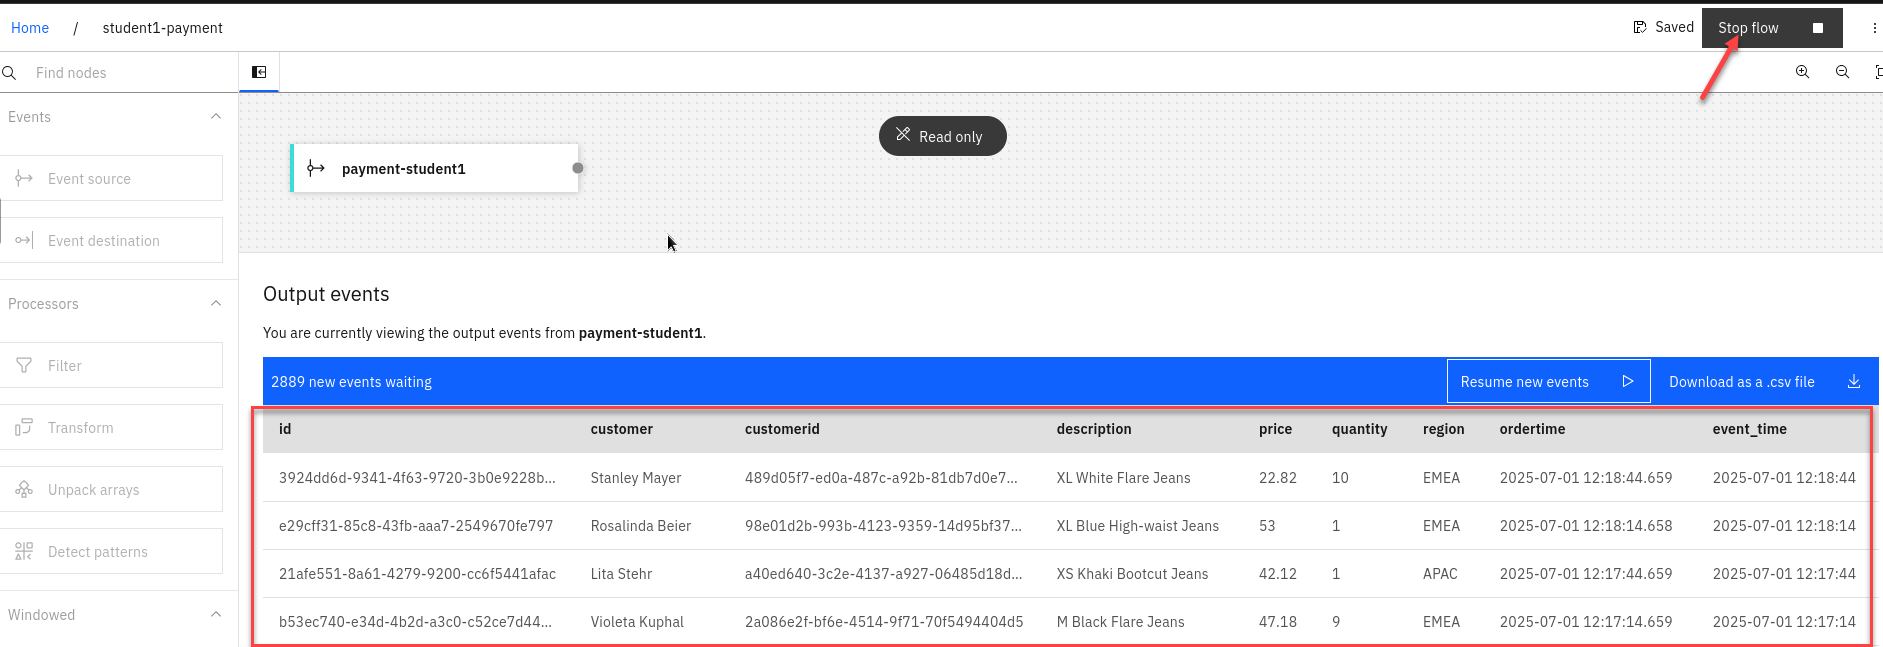 Home / student1-payment Saved Stop flow
Find nodes
Events
Event source
Event destination
Processors
Filter
Transform
Unpack arrays
Detect patterns
Windowed
payment-student1
Read only
Output events
You are currently viewing the output events from payment-student1.
2889 new events waiting Resume new events Download as a .csv file
id customer customerid description price quantity region ordertime event_time
3924dd6d-9341-4f63-9720-3b0e9228b... Stanley Mayer 489d05f7-ed0a-487c-a92b-81db7d0e7... XL White Flare Jeans 22.82 10 EMEA 2025-07-01 12:18:44.659 2025-07-01 12:18:44
e29cff31-85c8-43fb-aaa7-2549670fe797 Rosalinda Beier 98e01d2b-993b-4123-9359-14d95bf37... XL Blue High-waist Jeans 53 1 EMEA 2025-07-01 12:18:14.658 2025-07-01 12:18:14
21afe551-8a61-4279-9200-cc6f5441afac Lita Stehr a40ed640-3c2e-4137-a927-06485d18d... XS Khaki Bootcut Jeans 42.12 1 APAC 2025-07-01 12:17:44.659 2025-07-01 12:17:44
b53ec740-e34d-4b2d-a3c0-c52ce7d44... Violeta Kuphal 2a086e2f-bf6e-4514-9f71-70f5494404d5 M Black Flare Jeans 47.18 9 EMEA 2025-07-01 12:17:14.659 2025-07-01 12:17:14